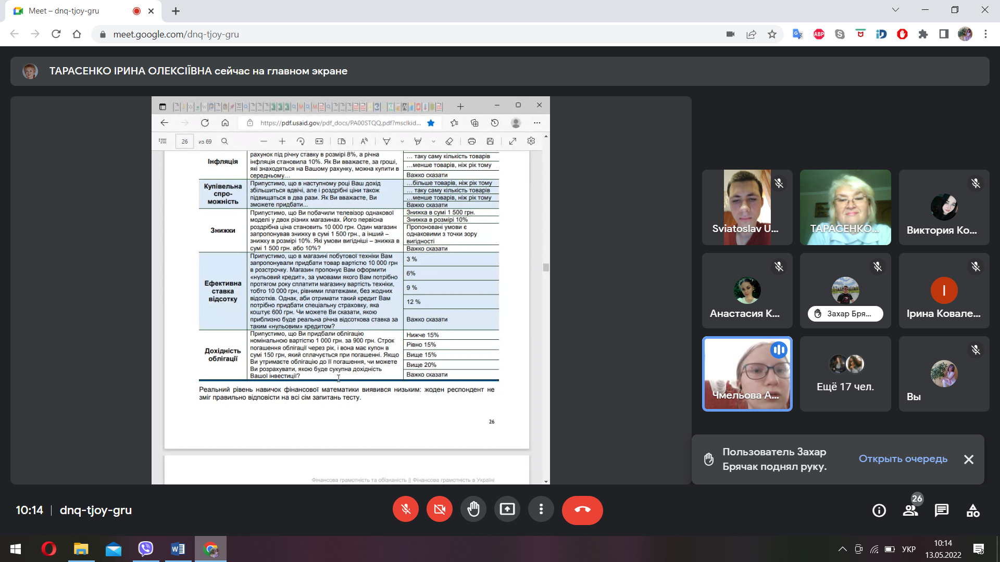 Meet – dnq-tjoy-gru
meet.google.com/dnq-tjoy-gru
ТАРАСЕНКО ІРИНА ОЛЕКСІЇВНА сейчас на главном экране
https://pdf.usaid.gov/pdf_docs/PA00STQQ.pdf?msclkid...
26 из 69
Інфляція
рахунок під річну ставку в розмірі 8%, а річна
інфляція становила 10%. Як Ви вважаєте, за гроші,
які знаходяться на Вашому рахунку, можна купити в
середньому…
… таку саму кількість товарів
…менше товарів, ніж рік тому
Важко сказати
Купівельна
спро-
можність
Припустимо, що в наступному році Ваш дохід
збільшиться вдвічі, але і роздрібні ціни також
підвищаться в два рази. Як Ви вважаєте, Ви
зможете придбати...
…більше товарів, ніж рік тому
… таку саму кількість товарів
…менше товарів, ніж рік тому
Важко сказати
Знижки
Припустимо, що Ви побачили телевізор однакової
моделі у двох різних магазинах. Його первісна
роздрібна ціна становить 10 000 грн. Один магазин
запропонував знижку в сумі 1 500 грн., а інший –
знижку в розмірі 10%. Які умови вигідніші – знижка в
сумі 1 500 грн. або 10%?
Знижка в сумі 1 500 грн.
Знижка в розмірі 10%
Пропоновані умови є
однаковими з точки зору
вигідності
Важко сказати
Ефективна
ставка
відсотку
Припустимо, що в магазині побутової техніки Вам
запропонували придбати товар вартістю 10 000 грн
в розстрочку. Магазин пропонує Вам оформити
«нульовий кредит», за умовами якого Вам потрібно
протягом року сплатити магазину вартість техніки,
тобто 10 000 грн, рівними платежами, без жодних
відсотків. Однак, аби отримати такий кредит Вам
потрібно придбати спеціальну страховку, яка
коштує 600 грн. Чи можете Ви сказати, якою
приблизно буде реальна річна відсоткова ставка за
таким «нульовим» кредитом?
3 %
6%
9 %
12 %
Важко сказати
Дохідність
облігації
Припустимо, що Ви придбали облігацію
номінальною вартістю 1 000 грн. за 900 грн. Строк
погашення облігації через рік, і вона має купон в
сумі 150 грн, який сплачується при погашенні. Якщо
Ви утримаєте облігацію до її погашення, чи можете
Ви розрахувати, якою буде сукупна дохідність
Вашої інвестиції?
Нижче 15%
Рівно 15%
Вище 15%
Вище 20%
Важко сказати
Реальний рівень навичок фінансової математики виявився низьким: жоден респондент не
зміг правильно відповісти на всі сім запитань тесту.
26
Фінансова грамотність та обізнаність || Фінансова грамотність в Україні
Sviatoslav U...
ТАРАСЕНКО...
Виктория Ко...
Анастасия К...
Захар Бря...
Ірина Ковале...
І
Чмельова А...
Ещё 17 чел.
Вы
Пользователь Захар
Брячак поднял руку.
Открыть очередь
10:14 | dnq-tjoy-gru
26
УКР
10:14
13.05.2022